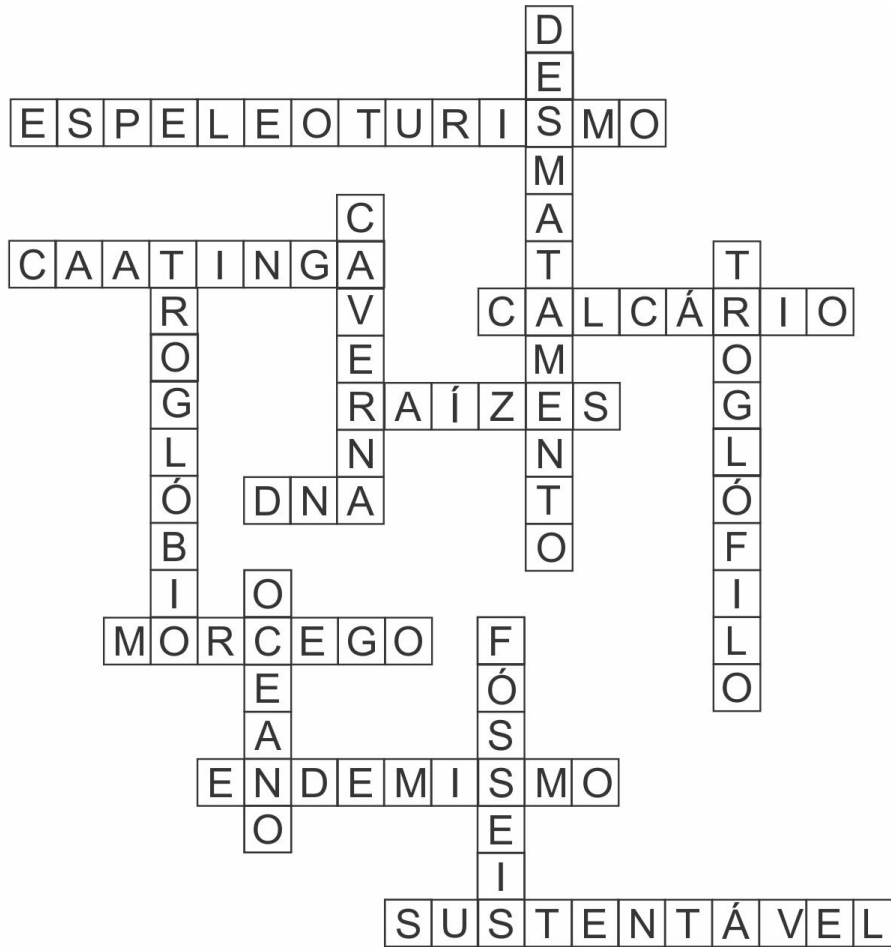 DESMATAMENTO
ESPELEOTURISMO
CAVERNA
CAATINGA
TROGLÓFILO
TROGLÓBIO
CALCÁRIO
RAÍZES
DNA
OCEANO
MORCEGO
FÓSSEIS
ENDEMISMO
SUSTENTÁVEL